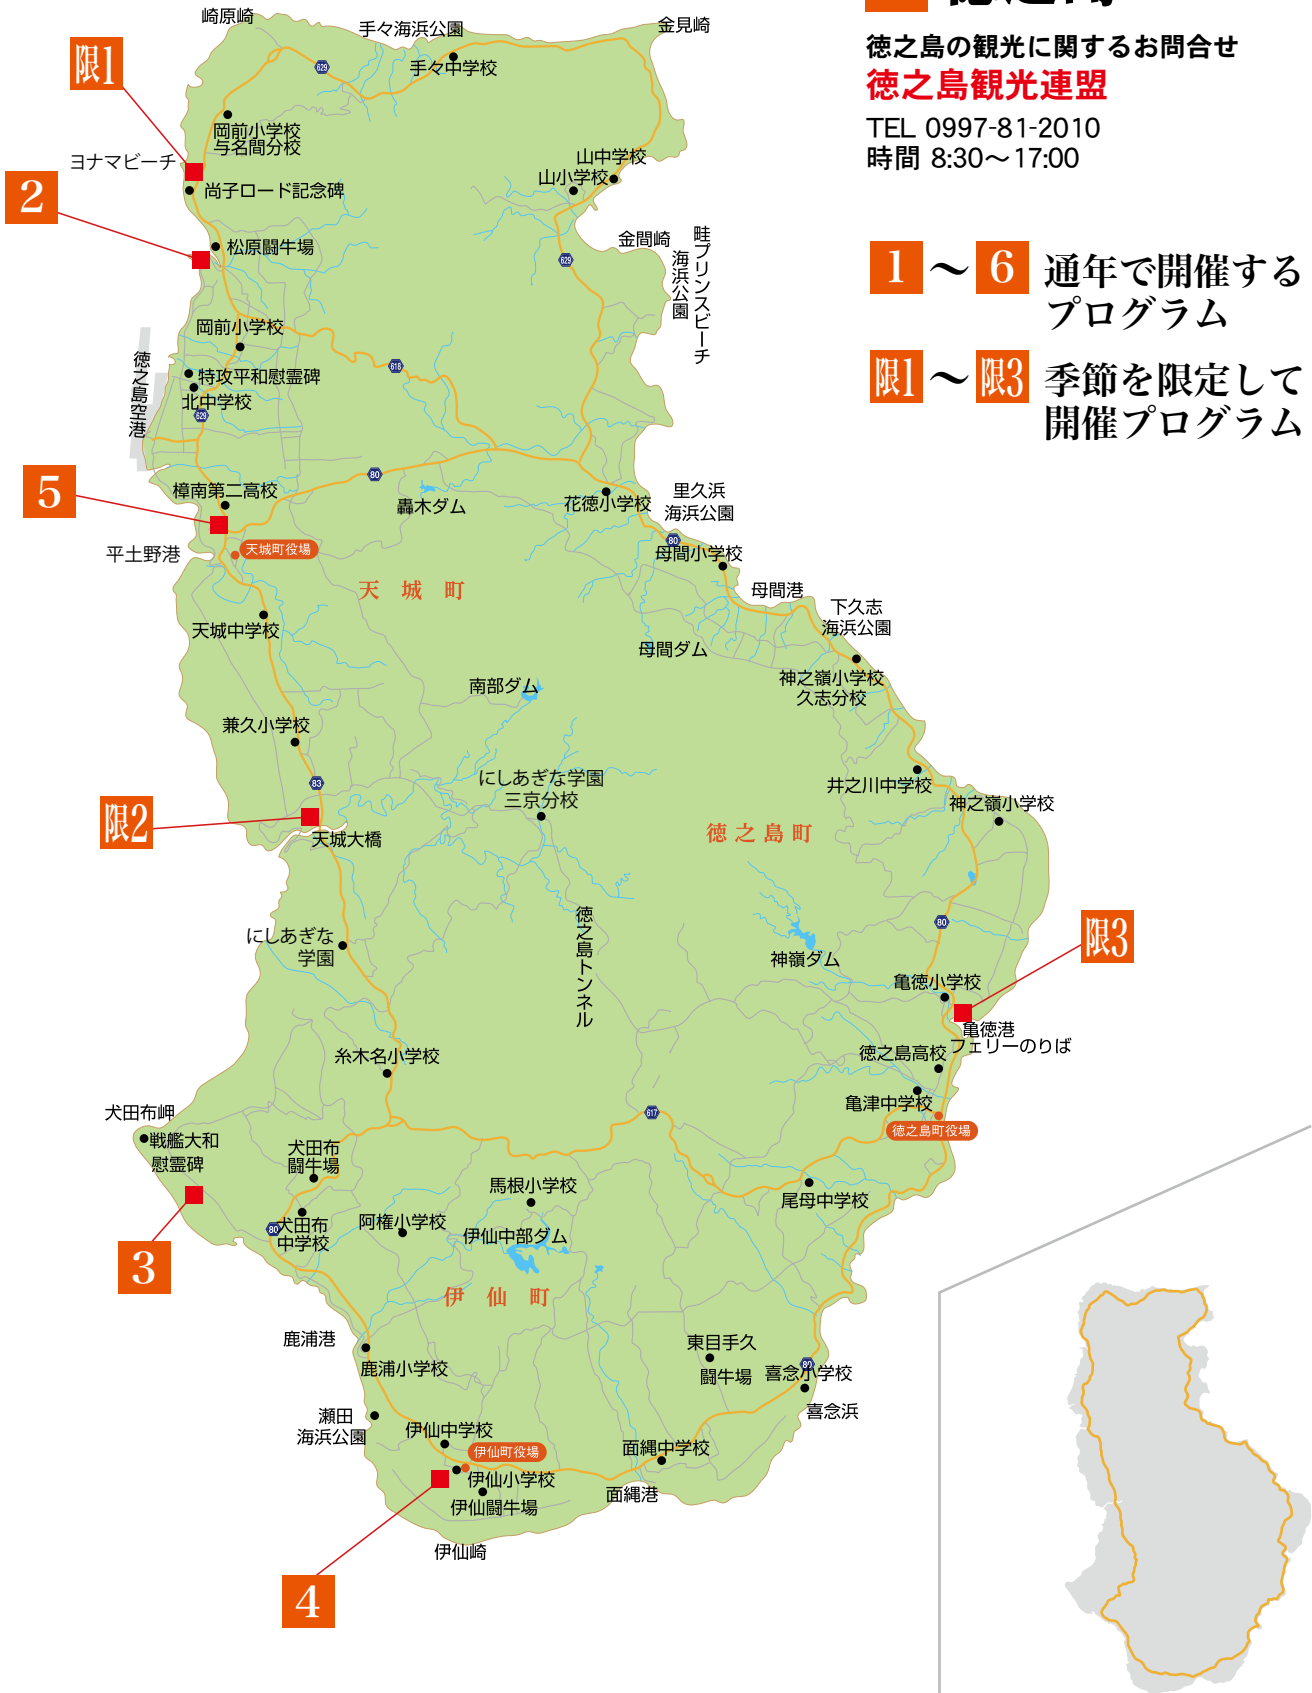 徳之島の観光に関するお問合せ
徳之島観光連盟
TEL 0997-81-2010
時間 8:30～17:00
1～6 通年で開催する
プログラム
限1～限3 季節を限定して
開催プログラム
崎原崎
手々海浜公園
金見崎
限1
629
手々中学校
岡前小学校
与名間分校
ヨナマビーチ
山中学校
山小学校
2
尚子ロード記念碑
松原闘牛場
金間崎
畦プリンスビーチ
海浜公園
629
岡前小学校
徳之島空港
618
特攻平和慰霊碑
北中学校
629
5
樟南第二高校
80
轟木ダム
花徳小学校
里久浜
海浜公園
80
平土野港
天城町役場
母間小学校
天城町
母間港
下久志
海浜公園
天城中学校
母間ダム
南部ダム
神之嶺小学校
久志分校
兼久小学校
83
にしあぎな学園
三京分校
井之川中学校
神之嶺小学校
限2
天城大橋
徳之島町
徳之島トンネル
80
限3
にしあぎな
学園
神嶺ダム
亀徳小学校
亀徳港
フェリーのりば
糸木名小学校
徳之島高校
亀津中学校
617
徳之島町役場
犬田布岬
戦艦大和
慰霊碑
犬田布
闘牛場
馬根小学校
尾母中学校
3
80
犬田布
中学校
阿権小学校
伊仙中部ダム
伊仙町
鹿浦港
鹿浦小学校
東目手久
闘牛場
80
喜念小学校
喜念浜
瀬田
海浜公園
伊仙中学校
伊仙町役場
面縄中学校
伊仙小学校
面縄港
伊仙闘牛場
伊仙崎
4